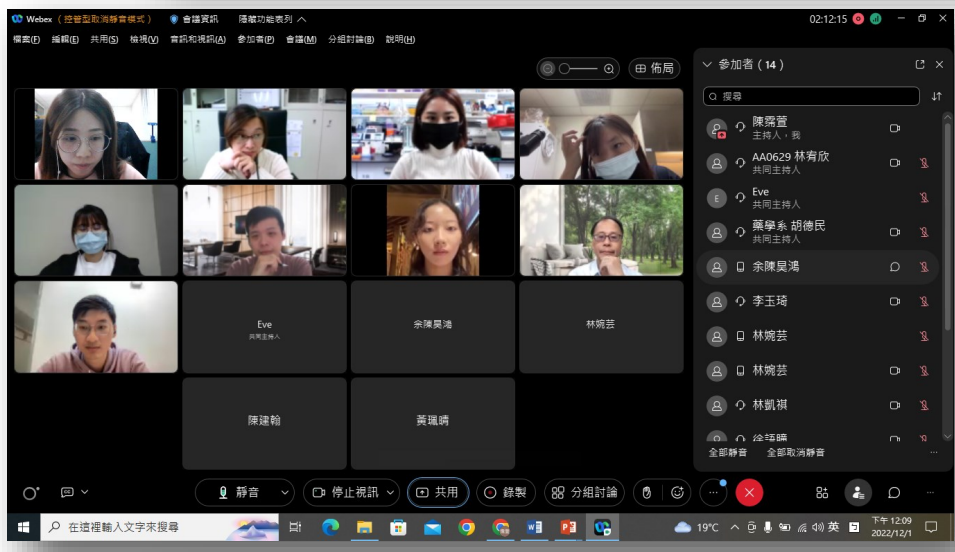 Webex (控管型取消靜音模式) 會議資訊 隱藏功能表列 02:12:15
檔案(F) 編輯(E) 共用(S) 檢視(V) 音訊和視訊(A) 參加者(P) 會議(M) 分組討論(B) 說明(H)
佈局
參加者 (14)
搜尋
陳霈萱
主持人,我
AA0629 林宥欣
共同主持人
E Eve
共同主持人
藥學系 胡德民
共同主持人
余陳昊鴻
李玉琦
林婉芸
林婉芸
林凱祺
徐語曈
全部靜音 全部取消靜音
Eve
共同主持人
余陳昊鴻
林婉芸
陳建翰
黃珮晴
靜音 停止視訊 共用 錄製 分組討論
在這裡輸入文字來搜尋
19°C 英 下午 12:09
2022/12/1